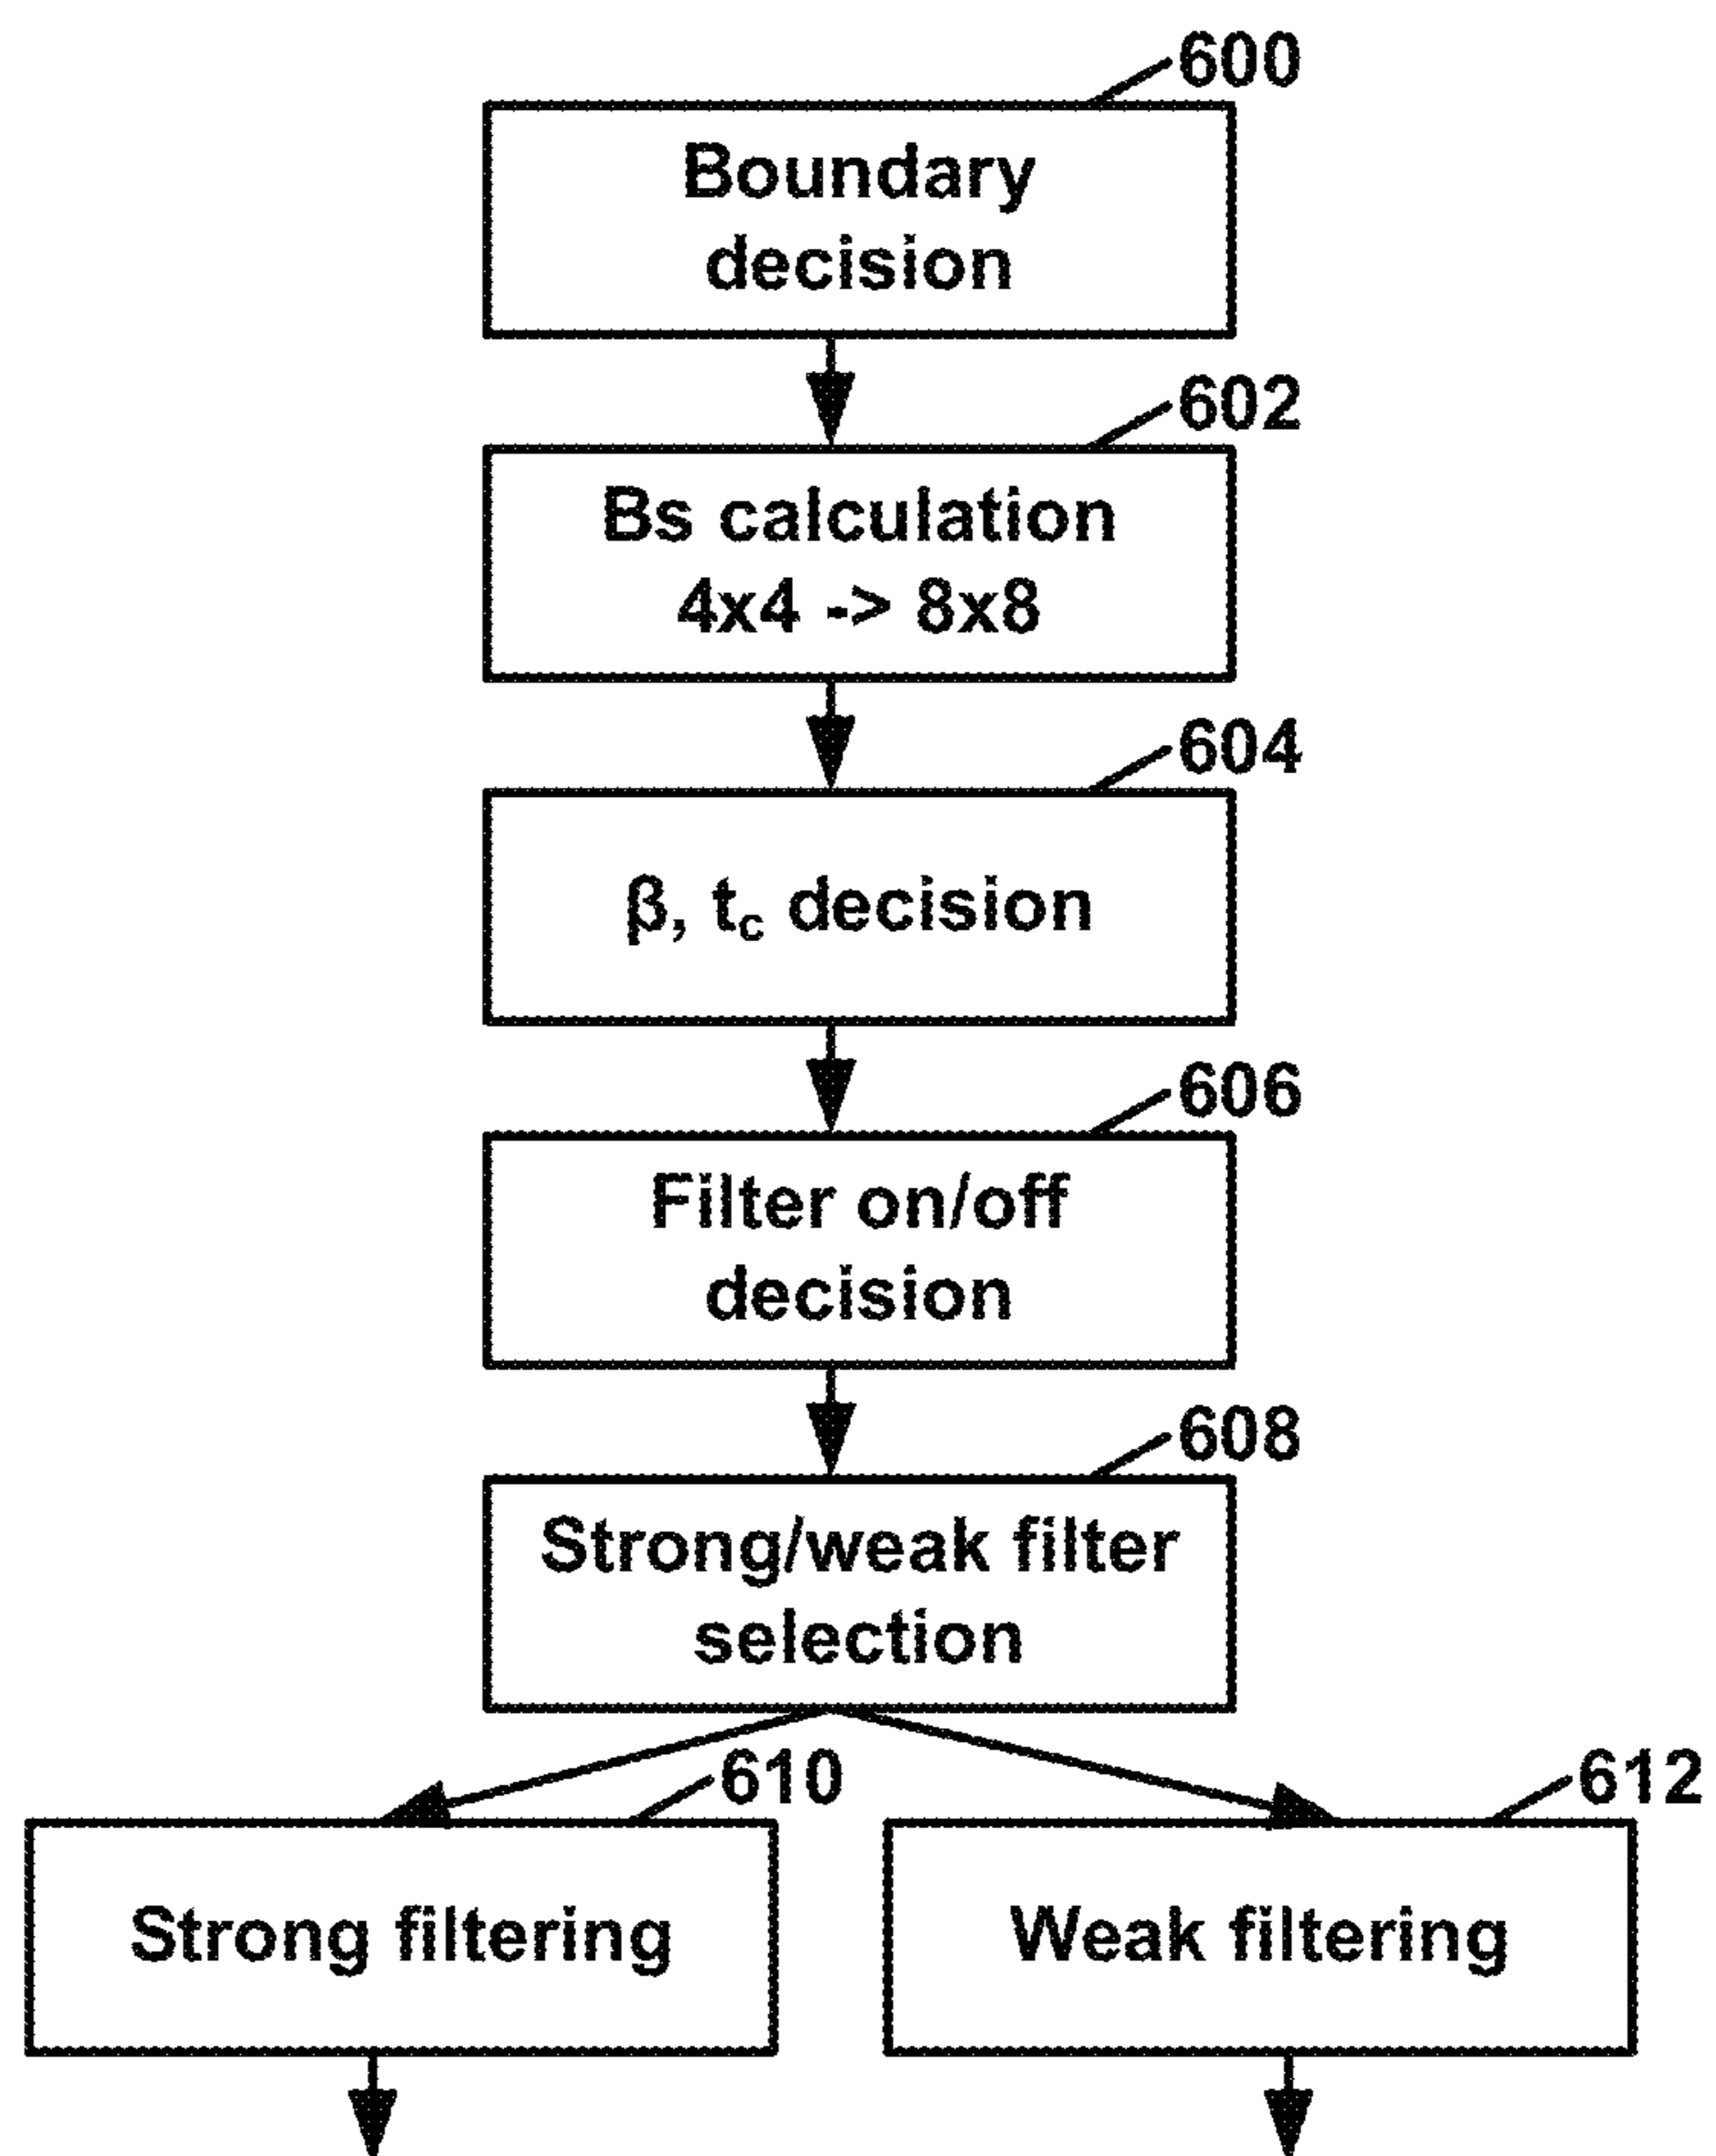 600
Boundary
decision
602
Bs calculation
4x4 -> 8x8
604
β, tc decision
606
Filter on/off
decision
608
Strong/weak filter
selection
610
612
Strong filtering
Weak filtering